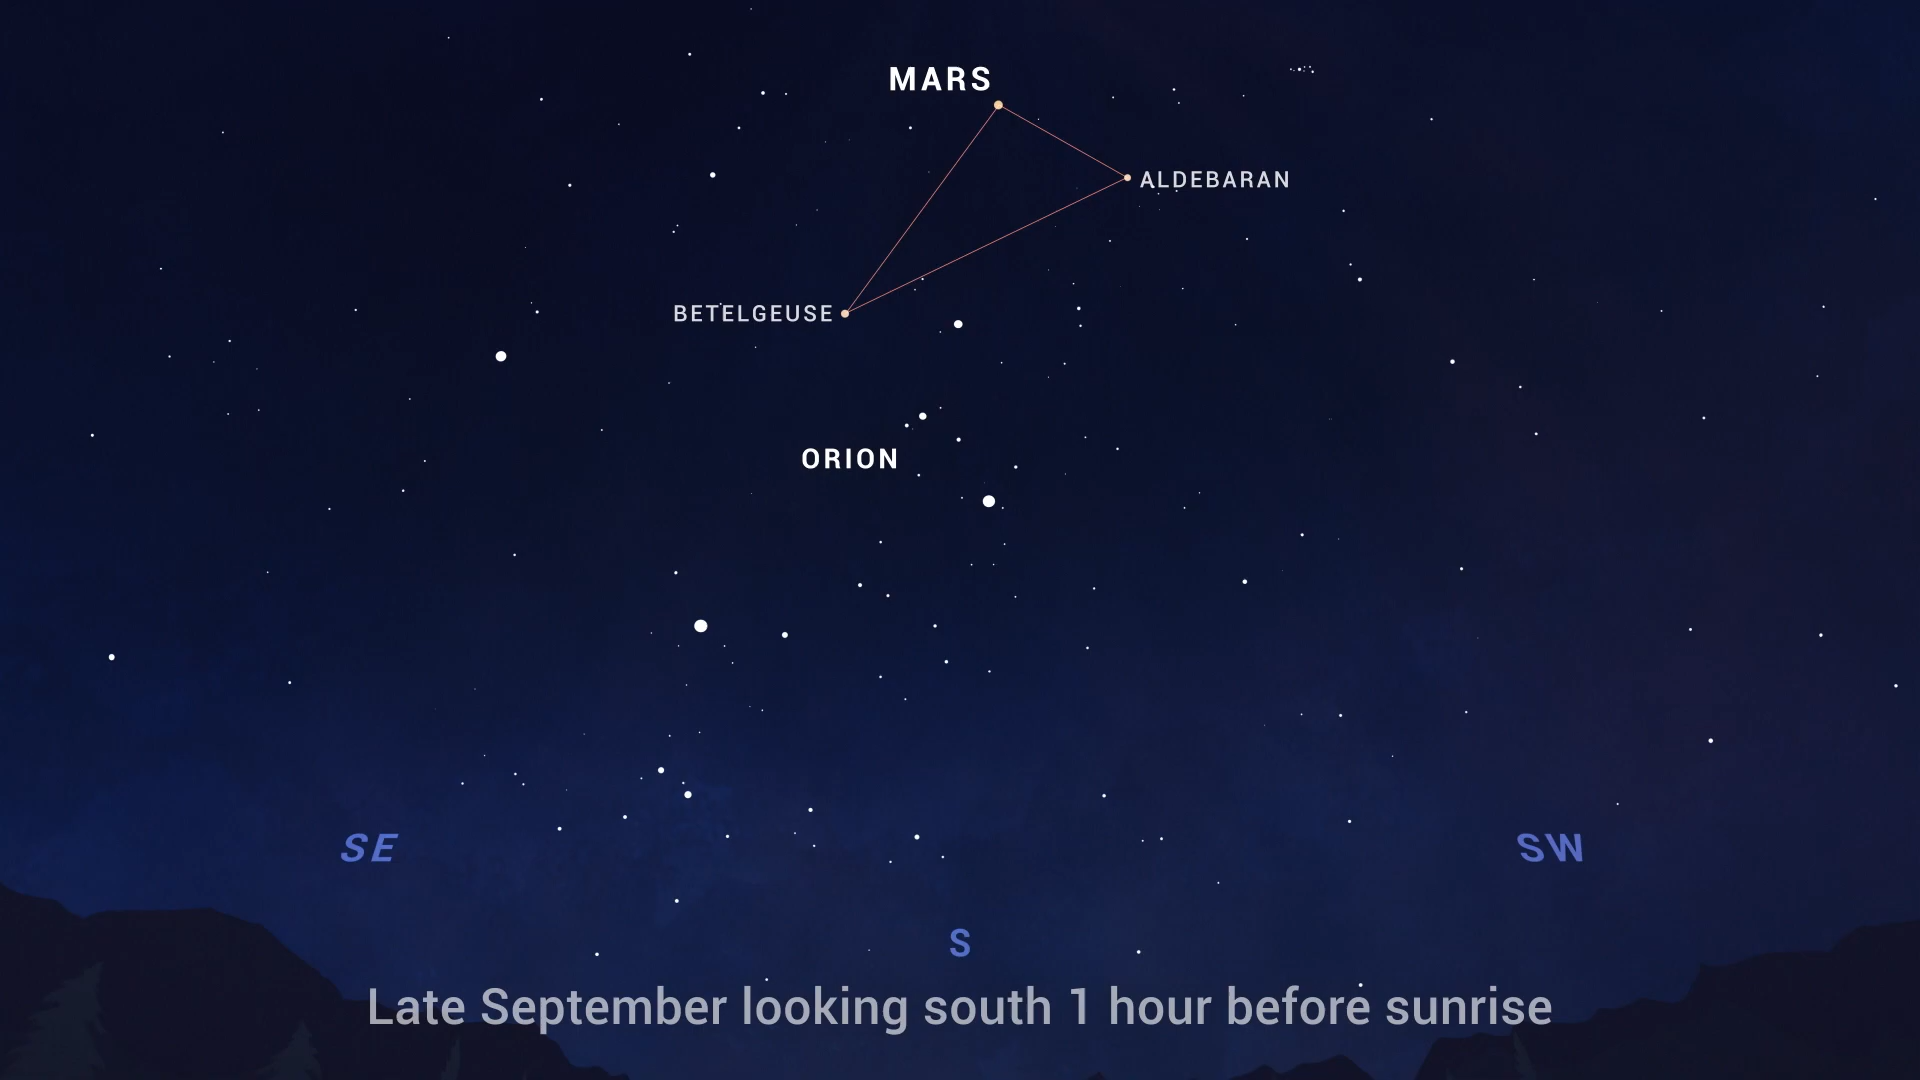 MARS
ALDEBARAN
BETELGEUSE
ORION
SE
SW
S
Late September looking south 1 hour before sunrise